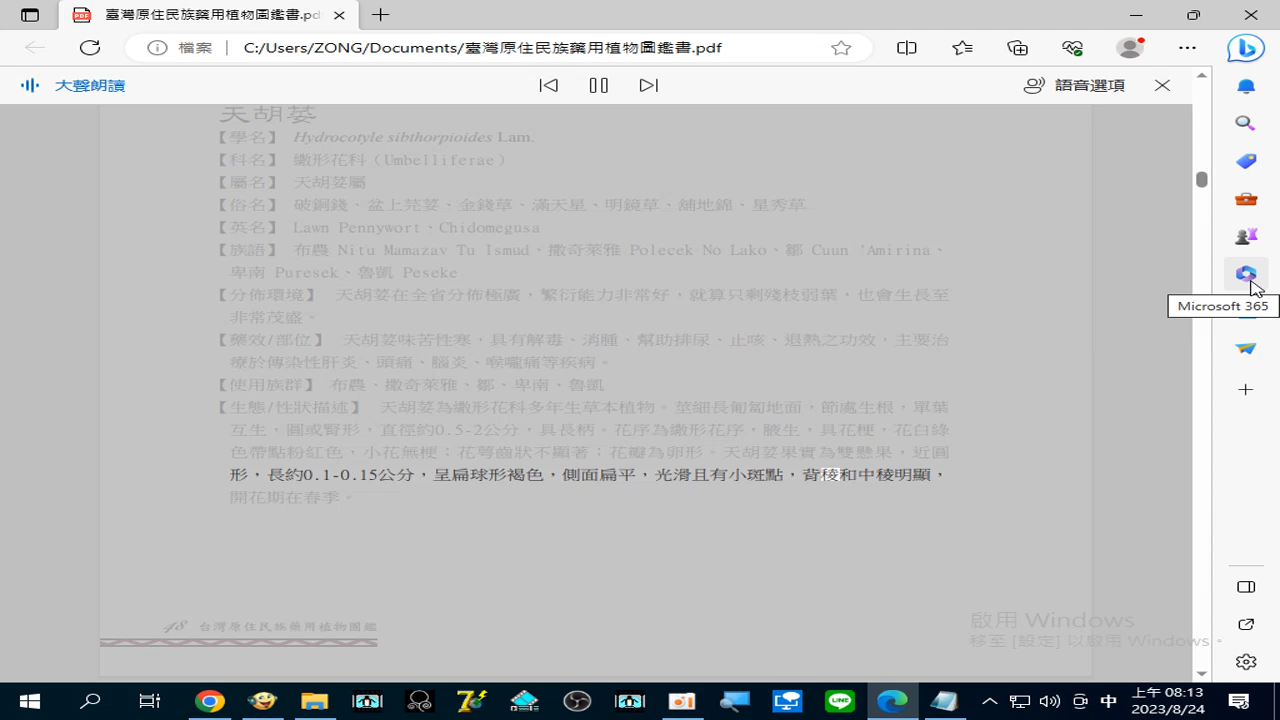 臺灣原住民族藥用植物圖鑑書.pdf
檔案
C:/Users/ZONG/Documents/臺灣原住民族藥用植物圖鑑書.pdf
大聲朗讀
語音選項
天胡荽
【學名】 Hydrocotyle sibthorpioides Lam.
【科名】 繖形花科（Umbelliferae）
【屬名】 天胡荽屬
【俗名】 破銅錢、盆上芫荽、金錢草、滿天星、明鏡草、舖地錦、星秀草
【英名】 Lawn Pennywort、Chidomegusa
【族語】 布農 Nitu Mamazav Tu Ismud、撒奇萊雅 Polecek No Lako、鄒 Cuun 'Amirina、
卑南 Puresek、魯凱 Peseke
【分佈環境】 天胡荽在全省分佈極廣，繁衍能力非常好，就算只剩殘枝弱葉，也會生長至
非常茂盛。
【藥效/部位】 天胡荽味苦性寒，具有解毒、消腫、幫助排尿、止咳、退熱之功效，主要治
療於傳染性肝炎、頭痛、腦炎、喉嚨痛等疾病。
【使用族群】 布農、撒奇萊雅、鄒、卑南、魯凱
【生態/性狀描述】 天胡荽為繖形花科多年生草本植物。莖細長匍匐地面，節處生根，單葉
互生，圓或腎形，直徑約0.5-2公分，具長柄。花序為繖形花序，腋生，具花梗，花白綠
色帶點粉紅色，小花無梗；花萼齒狀不顯著；花瓣為卵形。天胡荽果實為雙懸果，近圓
形，長約0.1-0.15公分，呈扁球形褐色，側面扁平，光滑且有小斑點，背稜和中稜明顯，
開花期在春季。
48 台灣原住民族藥用植物圖鑑
Microsoft 365
啟用 Windows
移至 [設定] 以啟用 Windows。
LINE
中
上午 08:13
2023/8/24